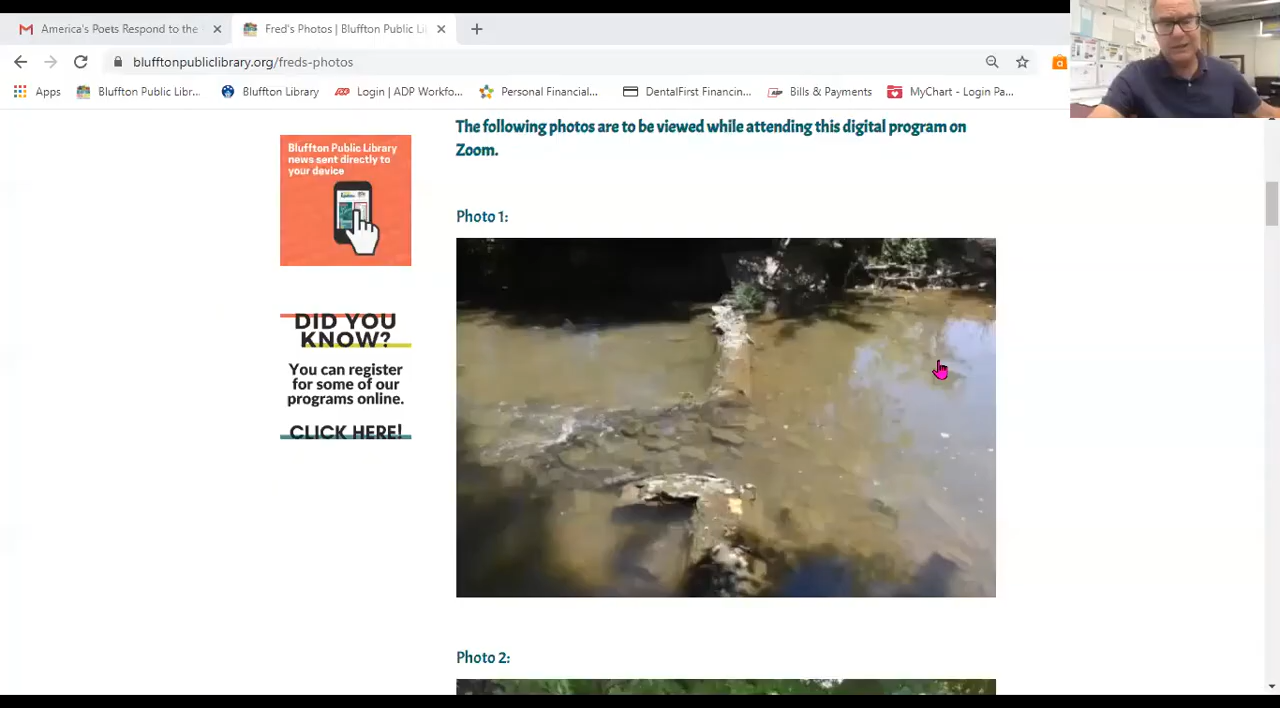 America's Poets Respond to the
Fred's Photos | Bluffton Public Li
blufftonpubliclibrary.org/freds-photos
Apps
Bluffton Public Libr...
Bluffton Library
Login | ADP Workfo...
Personal Financial...
DentalFirst Financin...
Bills & Payments
MyChart - Login Pa...
The following photos are to be viewed while attending this digital program on
Zoom.
Bluffton Public Library
news sent directly to
your device
Photo 1:
DID YOU
KNOW?
You can register
for some of our
programs online.
CLICK HERE!
Photo 2: